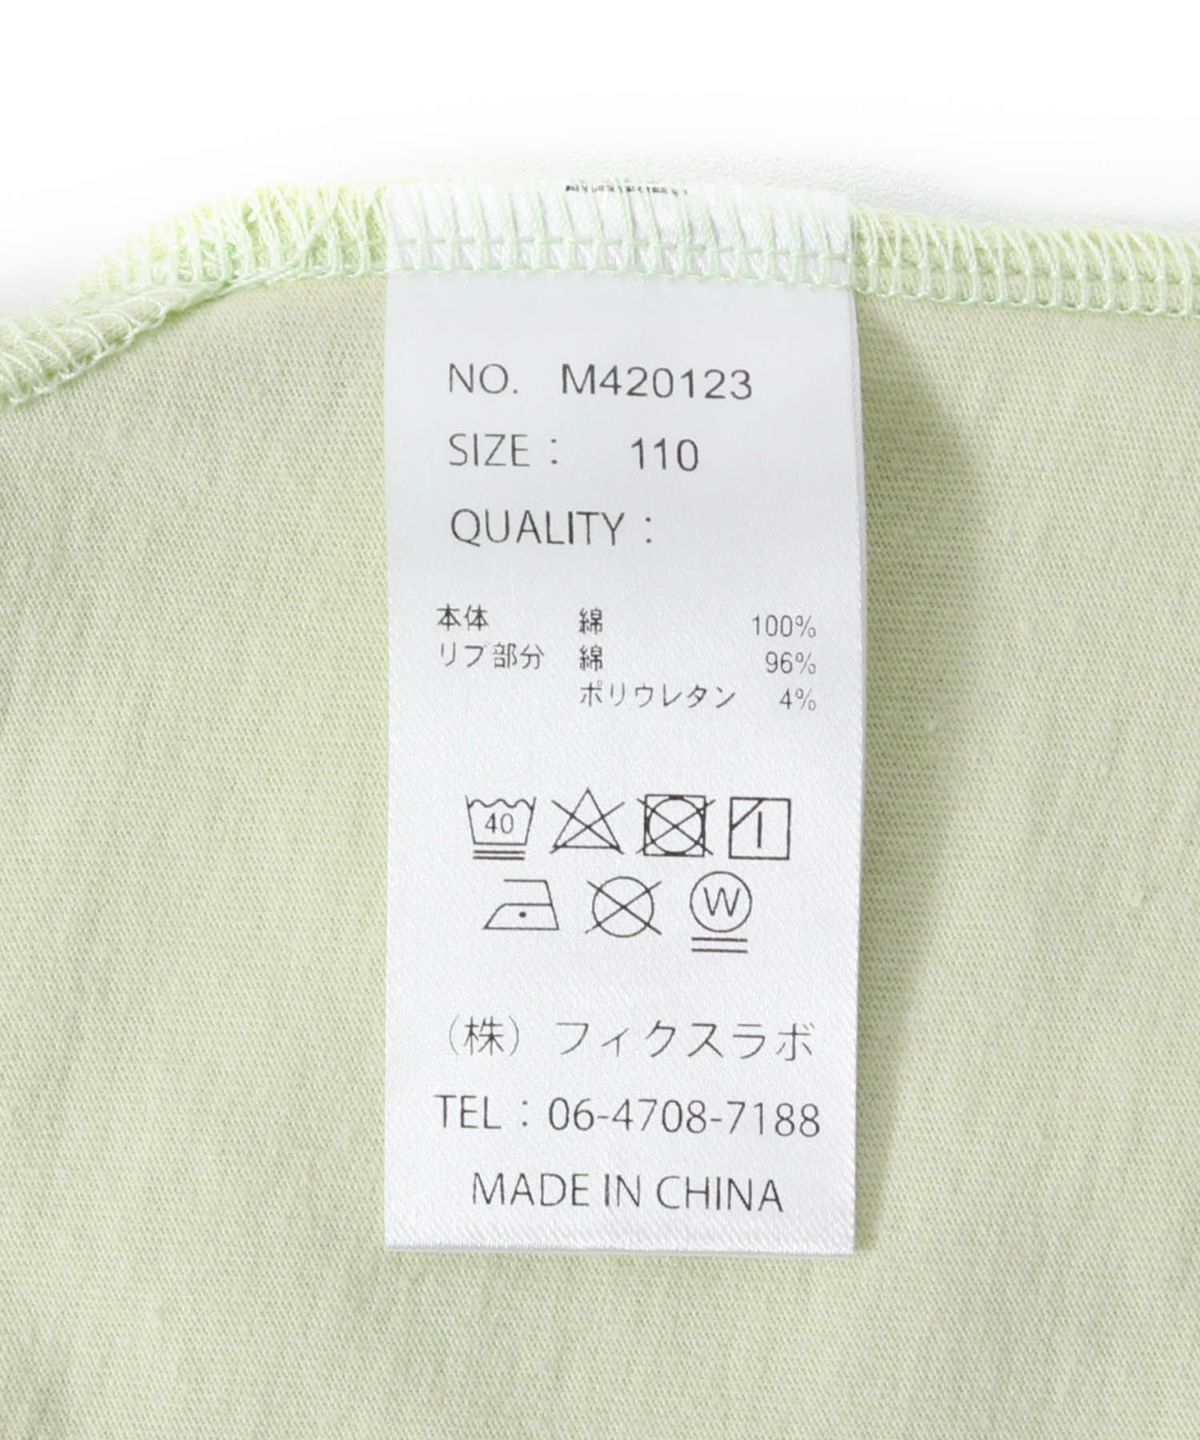 NO. M420123
SIZE： 110
QUALITY：
本体 綿 100%
リブ部分 綿 96%
ポリウレタン 4%
40
W
（株）フィクスラボ
TEL：06-4708-7188
MADE IN CHINA